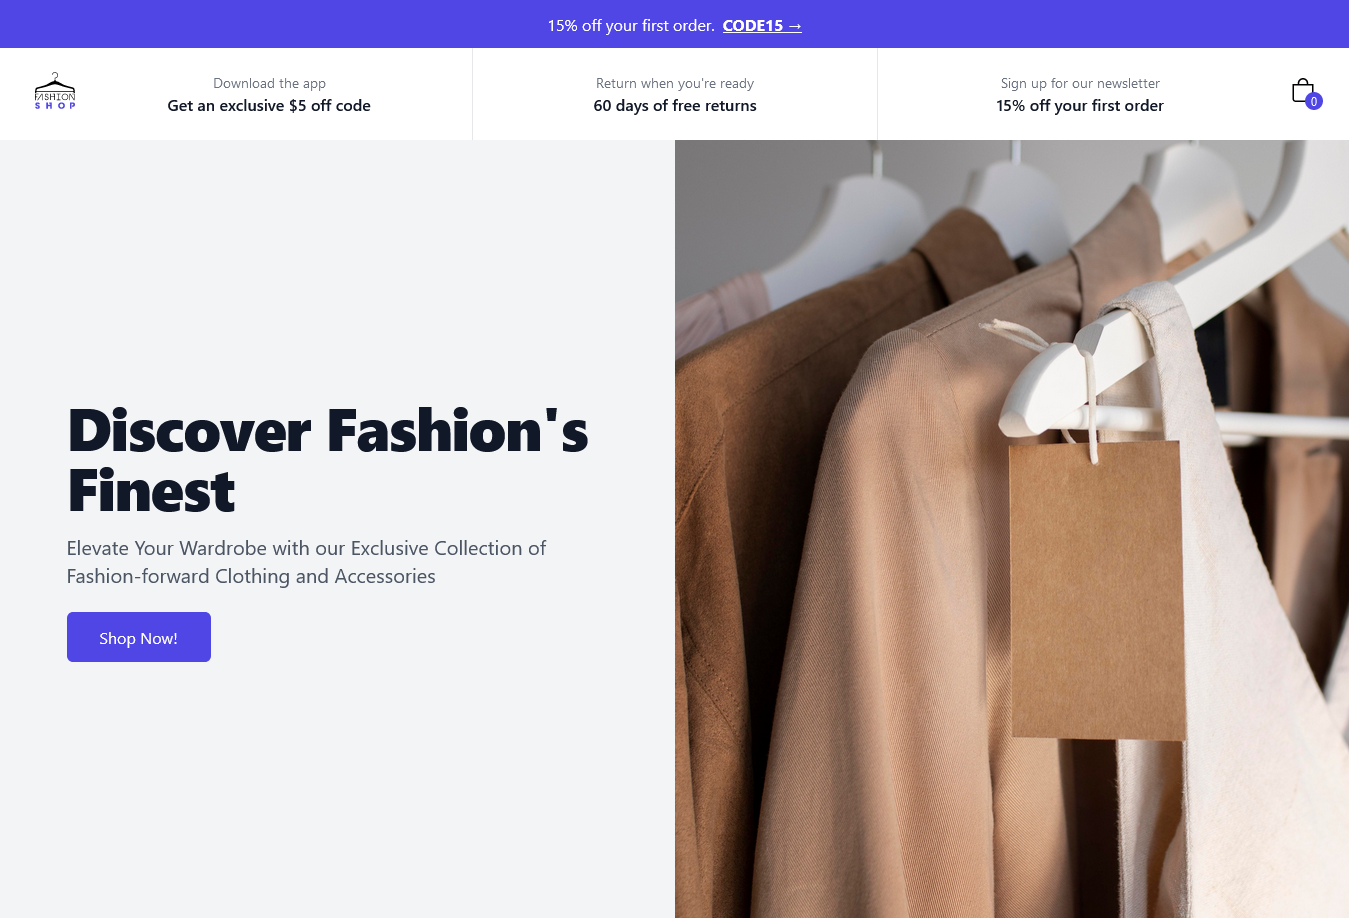 15% off your first order. CODE15 →
FASHION
SHOP
Download the app
Get an exclusive $5 off code
Return when you're ready
60 days of free returns
Sign up for our newsletter
15% off your first order
0
Discover Fashion's
Finest
Elevate Your Wardrobe with our Exclusive Collection of
Fashion-forward Clothing and Accessories
Shop Now!